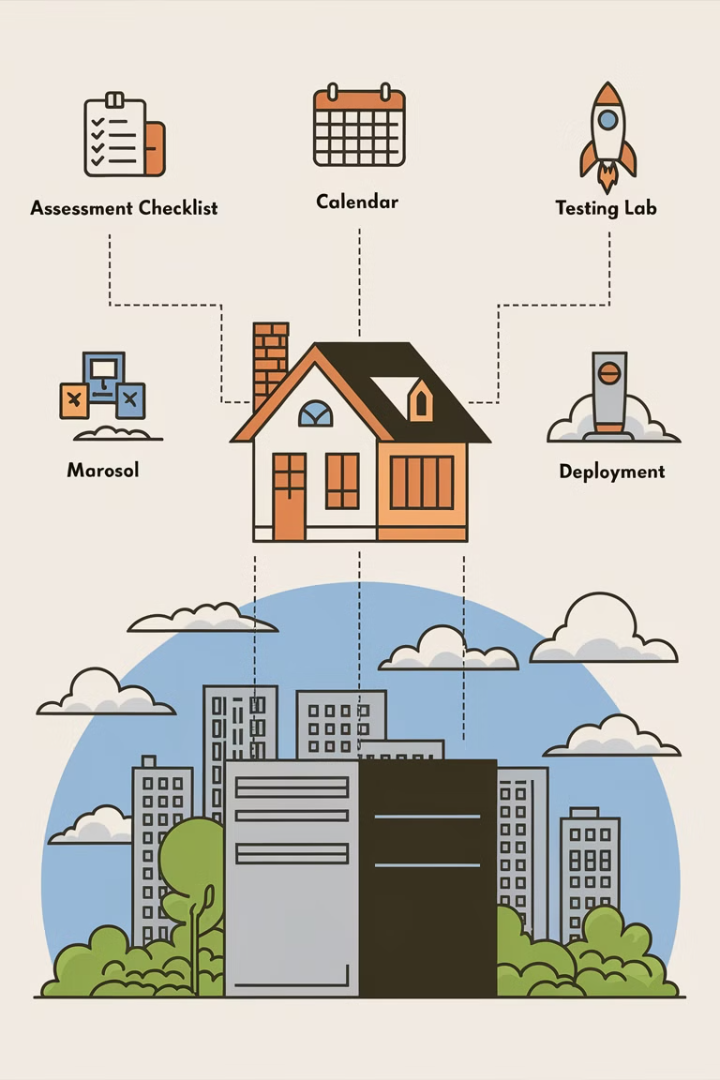 Assessment Checklist
Calendar
Testing Lab
Marosol
Deployment